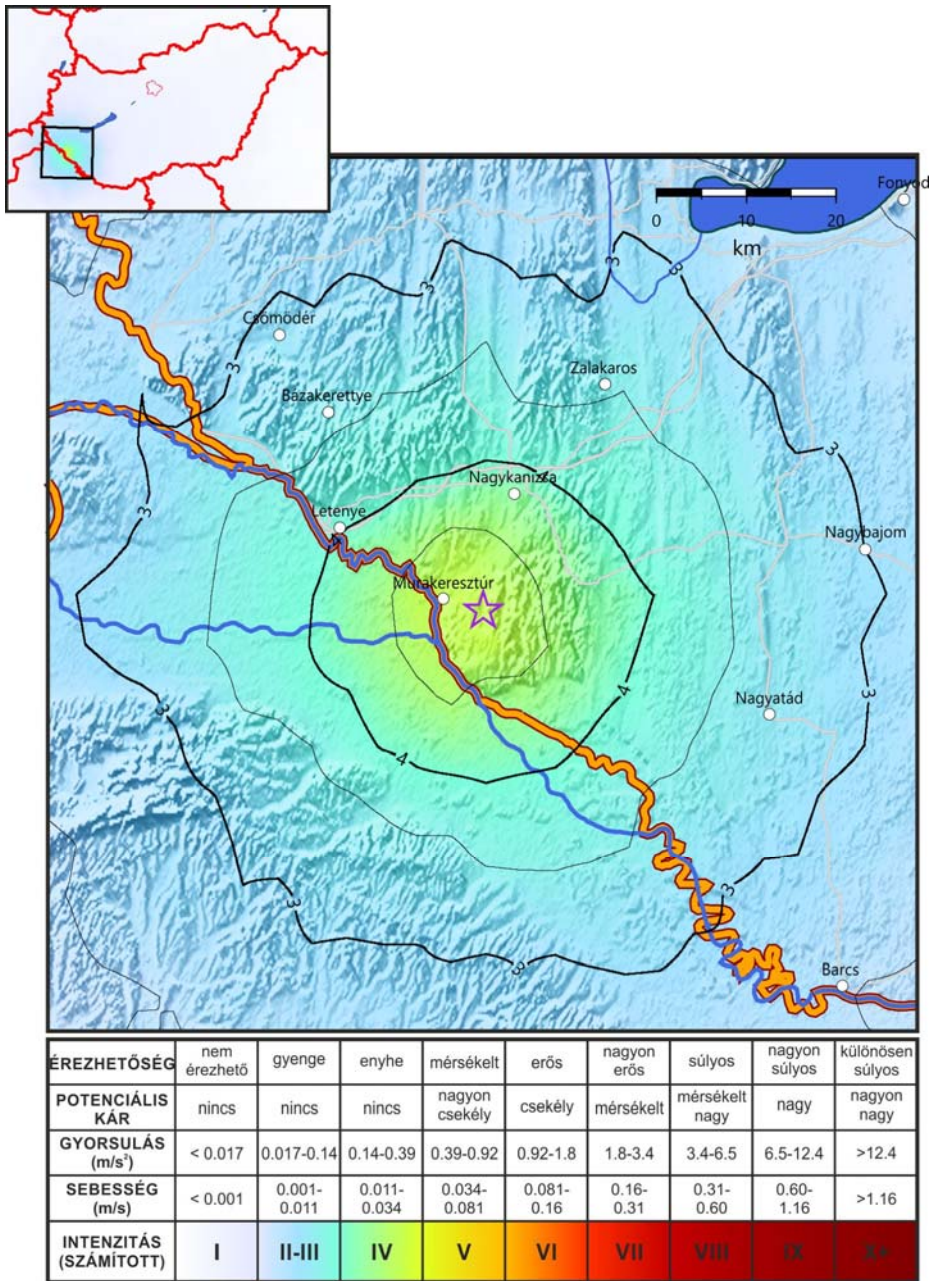 Fonyód
0 10 20
km
3
3
3
Csömödér
3
Zalakaros
Bázakerettye
3
4
Nagykanizsa
3
Letenye
4
Nagybajom
Murakeresztúr
4
3
Nagyatád
3
4
3
3
3
Barcs
ÉREZHETŐSÉG nem érezhető gyenge enyhe mérsékelt erős nagyon erős súlyos nagyon súlyos különösen súlyos
POTENCIÁLIS KÁR nincs nincs nincs nagyon csekély csekély mérsékelt mérsékelt nagy nagy nagyon nagy
GYORSULÁS (m/s²) < 0.017 0.017-0.14 0.14-0.39 0.39-0.92 0.92-1.8 1.8-3.4 3.4-6.5 6.5-12.4 >12.4
SEBESSÉG (m/s) < 0.001 0.001-0.011 0.011-0.034 0.034-0.081 0.081-0.16 0.16-0.31 0.31-0.60 0.60-1.16 >1.16
INTENZITÁS (SZÁMÍTOTT) I II-III IV V VI VII VIII IX X+